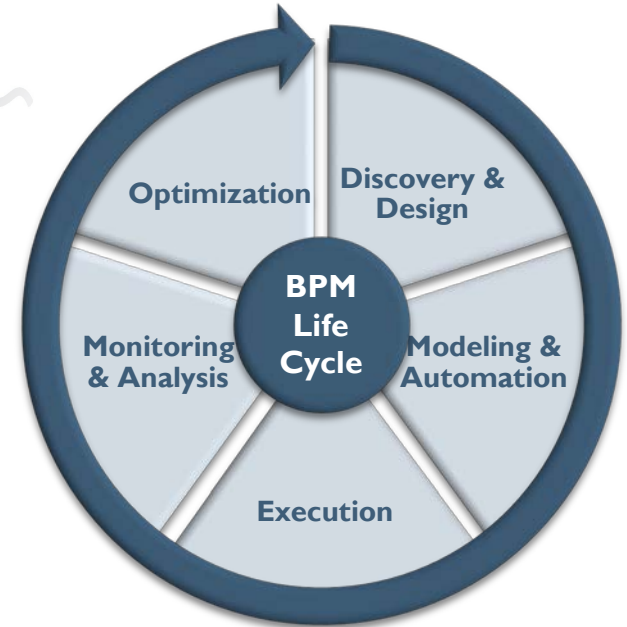 Optimization
Discovery &
Design
BPM
Life
Cycle
Monitoring
& Analysis
Modeling &
Automation
Execution